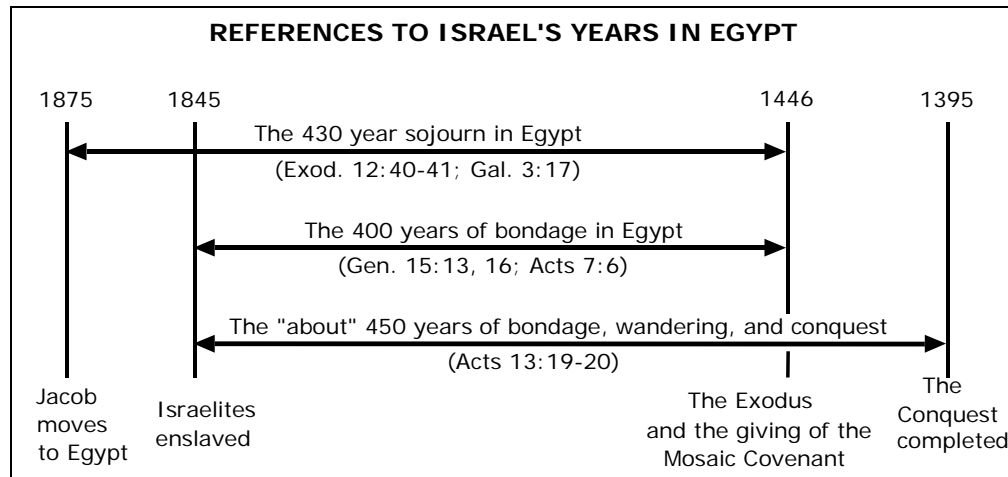 REFERENCES TO ISRAEL'S YEARS IN EGYPT
1875 1845 1446 1395
The 430 year sojourn in Egypt
(Exod. 12:40-41; Gal. 3:17)
The 400 years of bondage in Egypt
(Gen. 15:13, 16; Acts 7:6)
The "about" 450 years of bondage, wandering, and conquest
(Acts 13:19-20)
Jacob
moves
to Egypt
Israelites
enslaved
The Exodus
and the giving of the
Mosaic Covenant
The
Conquest
completed